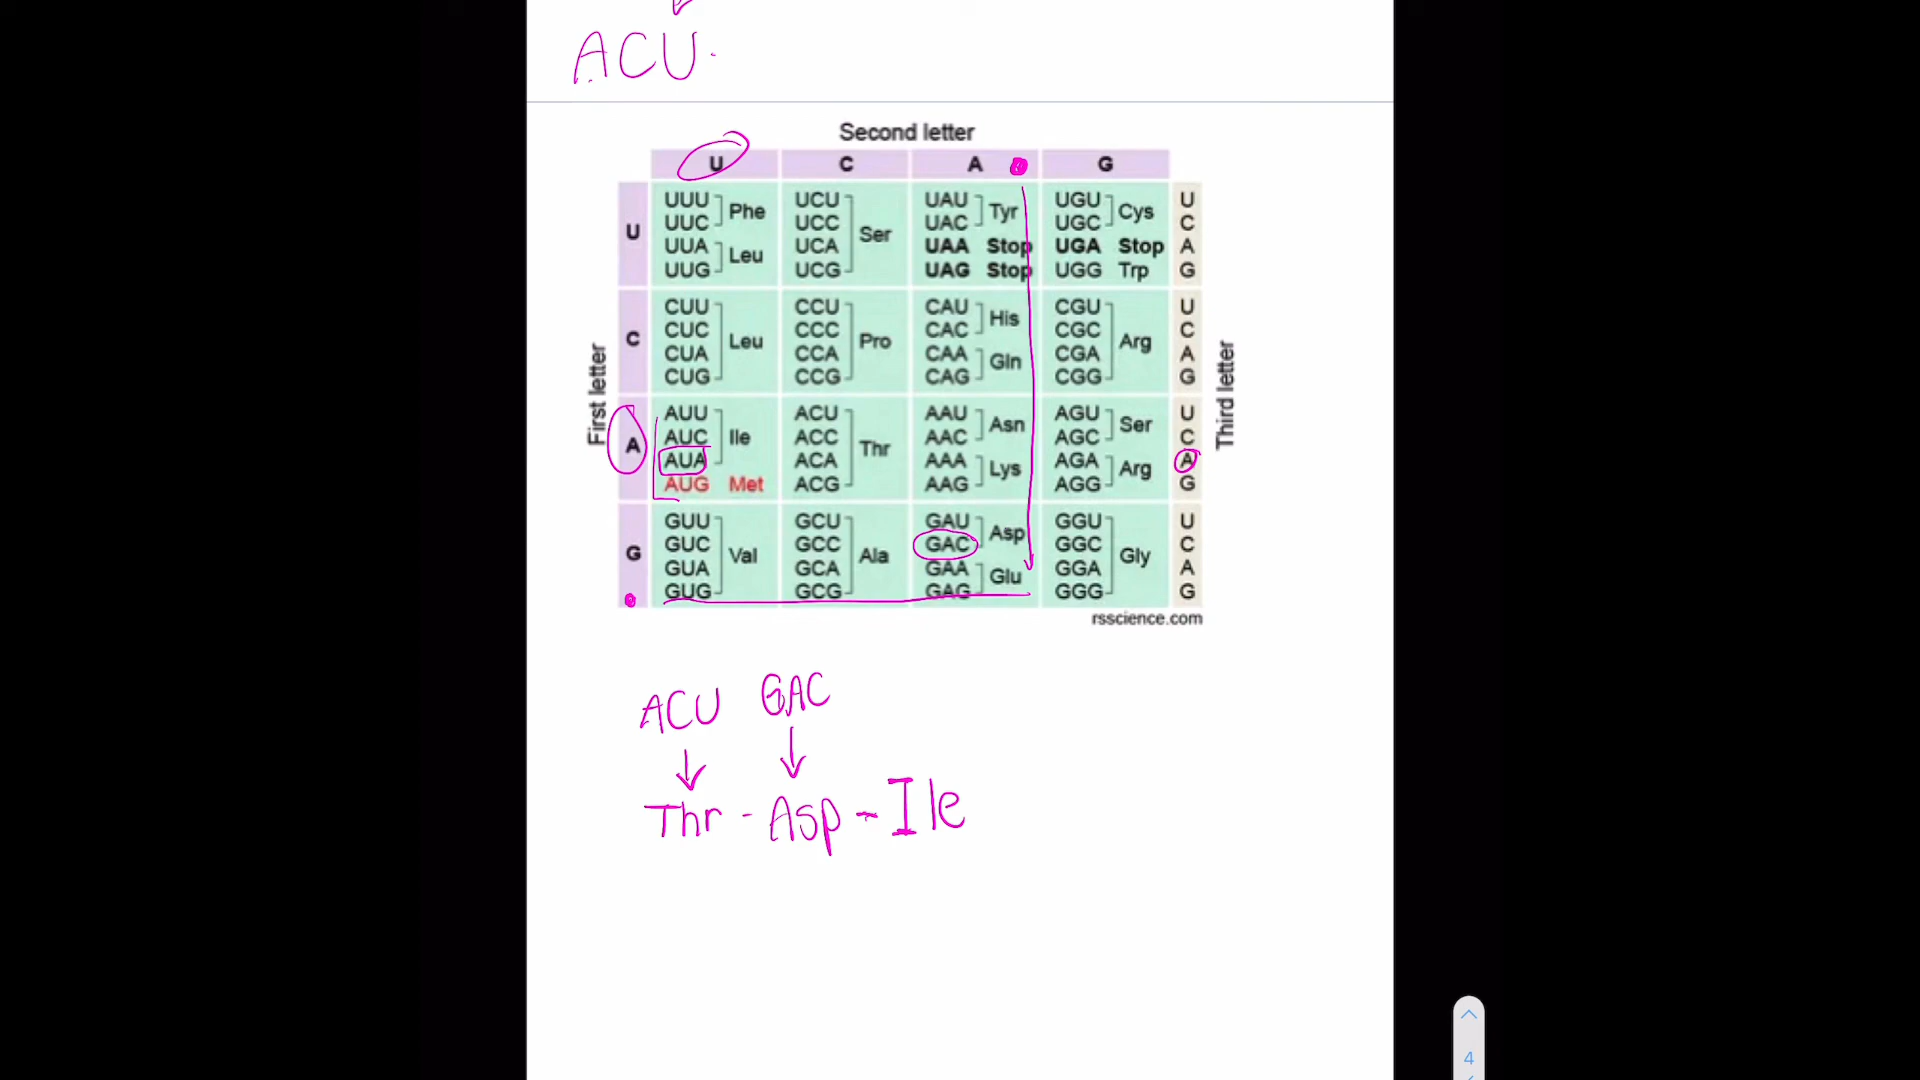 ACU.
Second letter
U C A G
U
UUU Phe UCU Ser UAU Tyr UGU Cys U
UUC UCC UAC UGC C
UUA Leu UCA UAA Stop UGA Stop A
UUG UCG UAG Stop UGG Trp G
C
CUU Leu CCU Pro CAU His CGU Arg U
CUC CCC CAC CGC C
CUA CCA CAA Gln CGA A
CUG CCG CAG CGG G
First letter
A
AUU Ile ACU Thr AAU Asn AGU Ser U
AUC ACC AAC AGC C
AUA ACA AAA Lys AGA Arg A
AUG Met ACG AAG AGG G
Third letter
G
GUU Val GCU Ala GAU Asp GGU Gly U
GUC GCC GAC GGC C
GUA GCA GAA Glu GGA A
GUG GCG GAG GGG G
rsscience.com
ACU GAC
Thr - Asp - Ile
4